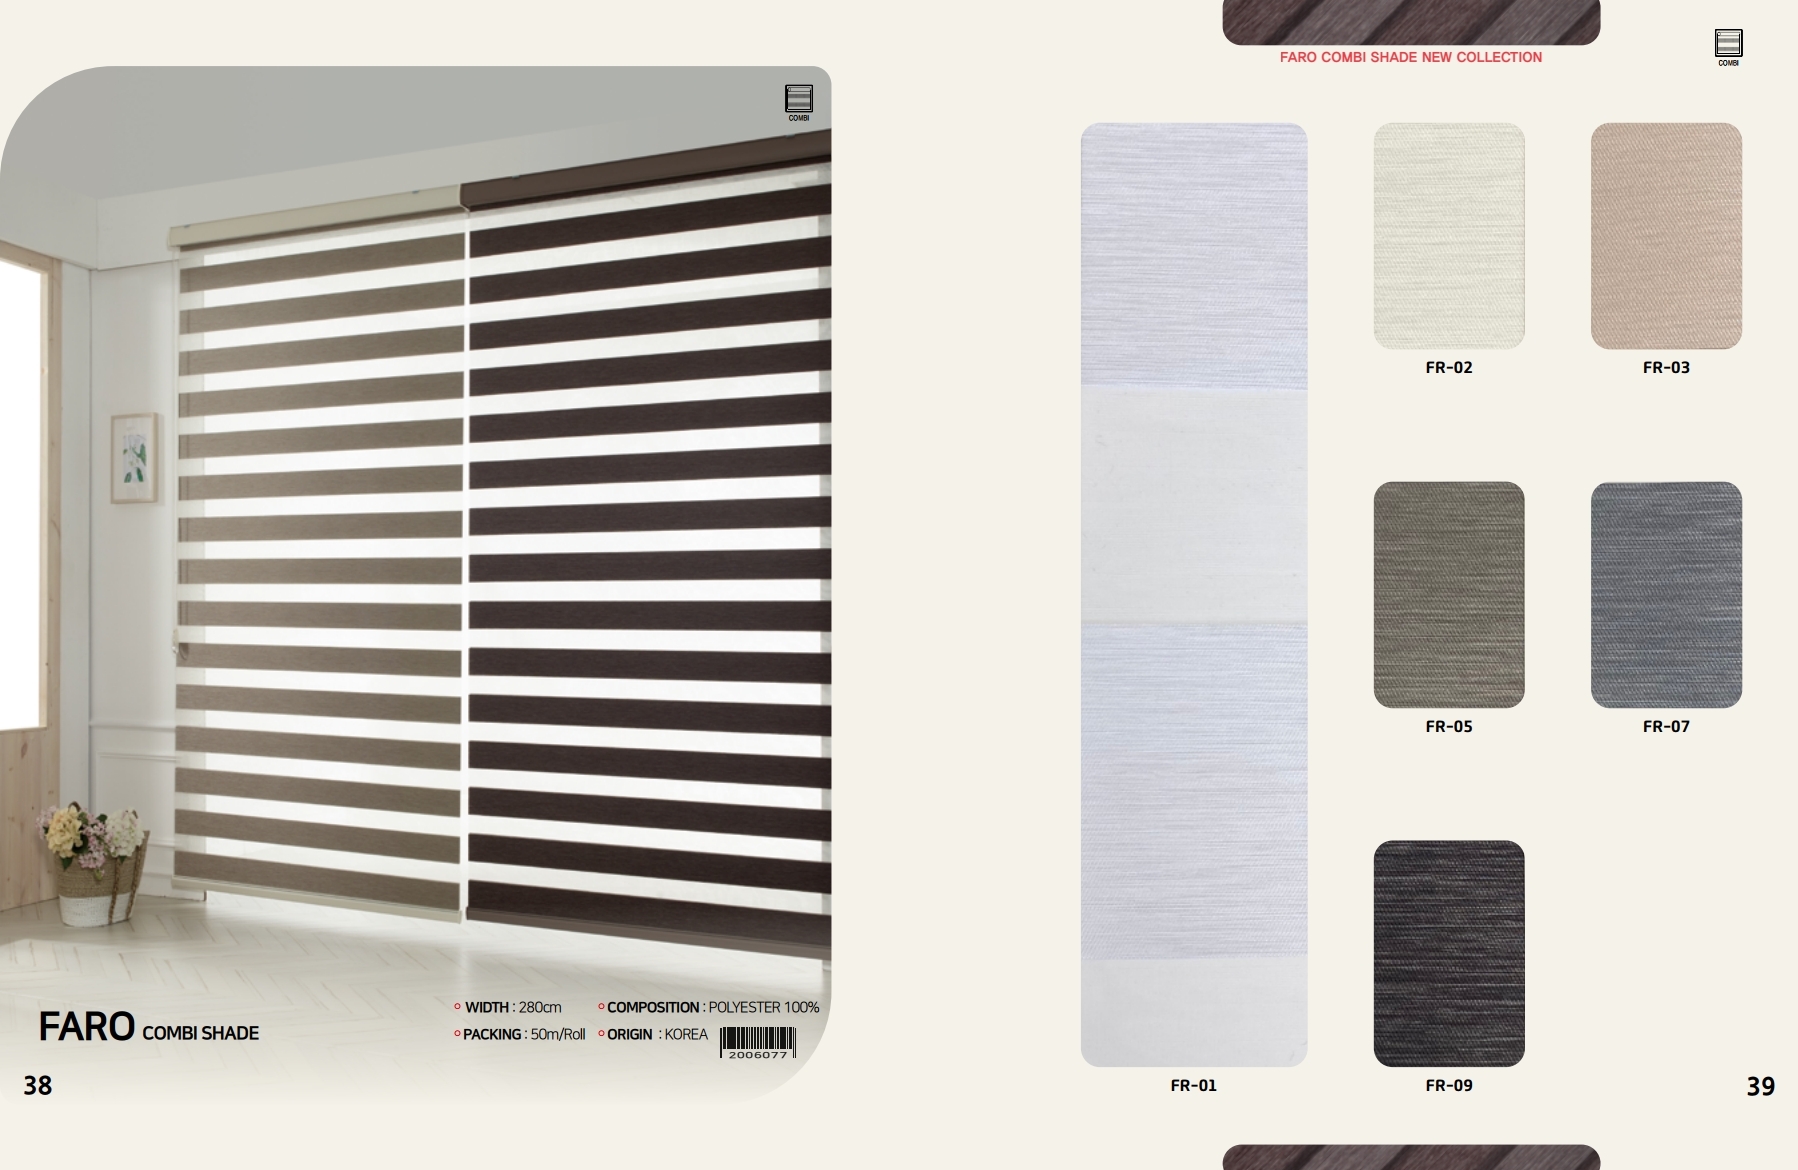 COMBI
FARO COMBI SHADE
WIDTH : 280cm
COMPOSITION : POLYESTER 100%
PACKING : 50m/Roll
ORIGIN : KOREA
2006077
38
FARO COMBI SHADE NEW COLLECTION
COMBI
FR-02
FR-03
FR-05
FR-07
FR-01
FR-09
39